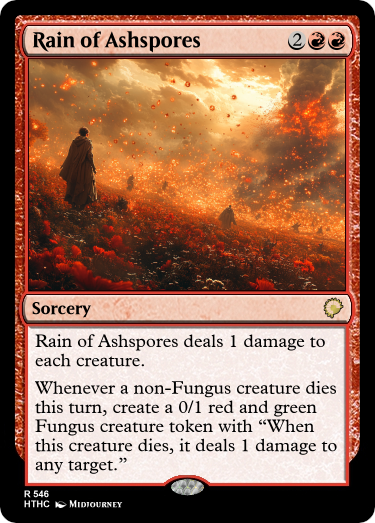 Rain of Ashspores 2RR
Sorcery
Rain of Ashspores deals 1 damage to
each creature.
Whenever a non-Fungus creature dies
this turn, create a 0/1 red and green
Fungus creature token with “When
this creature dies, it deals 1 damage to
any target.”
R 546
HTHC MIDJOURNEY